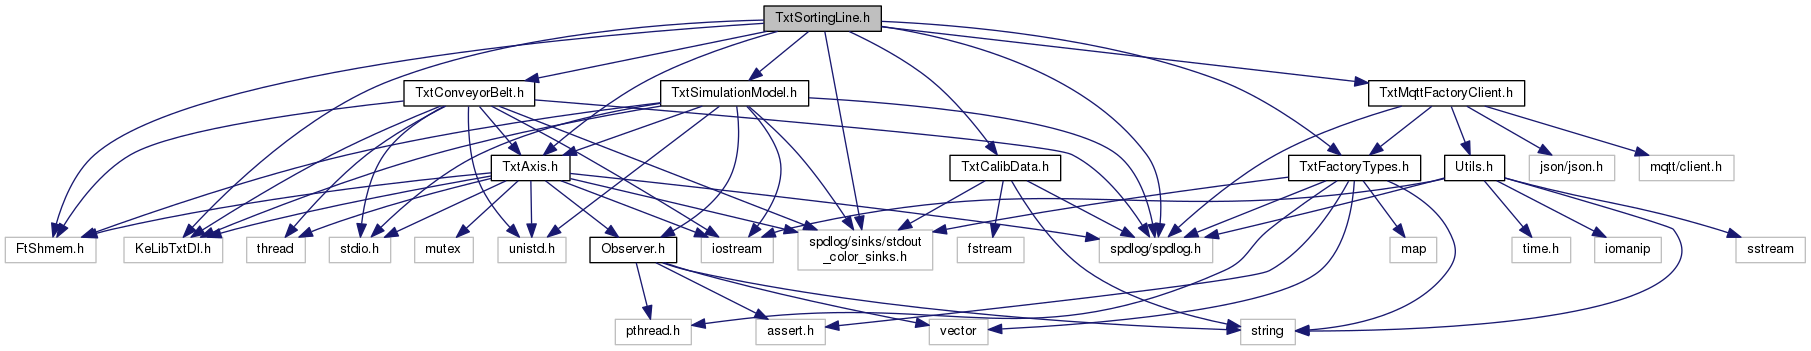 TxtSortingLine.h
TxtConveyorBelt.h
TxtSimulationModel.h
TxtMqttFactoryClient.h
TxtAxis.h
TxtCalibData.h
TxtFactoryTypes.h
Utils.h
json/json.h
mqtt/client.h
FtShmem.h
KeLibTxtDl.h
thread
stdio.h
mutex
unistd.h
Observer.h
iostream
spdlog/sinks/stdout
_color_sinks.h
fstream
spdlog/spdlog.h
map
time.h
iomanip
sstream
pthread.h
assert.h
vector
string